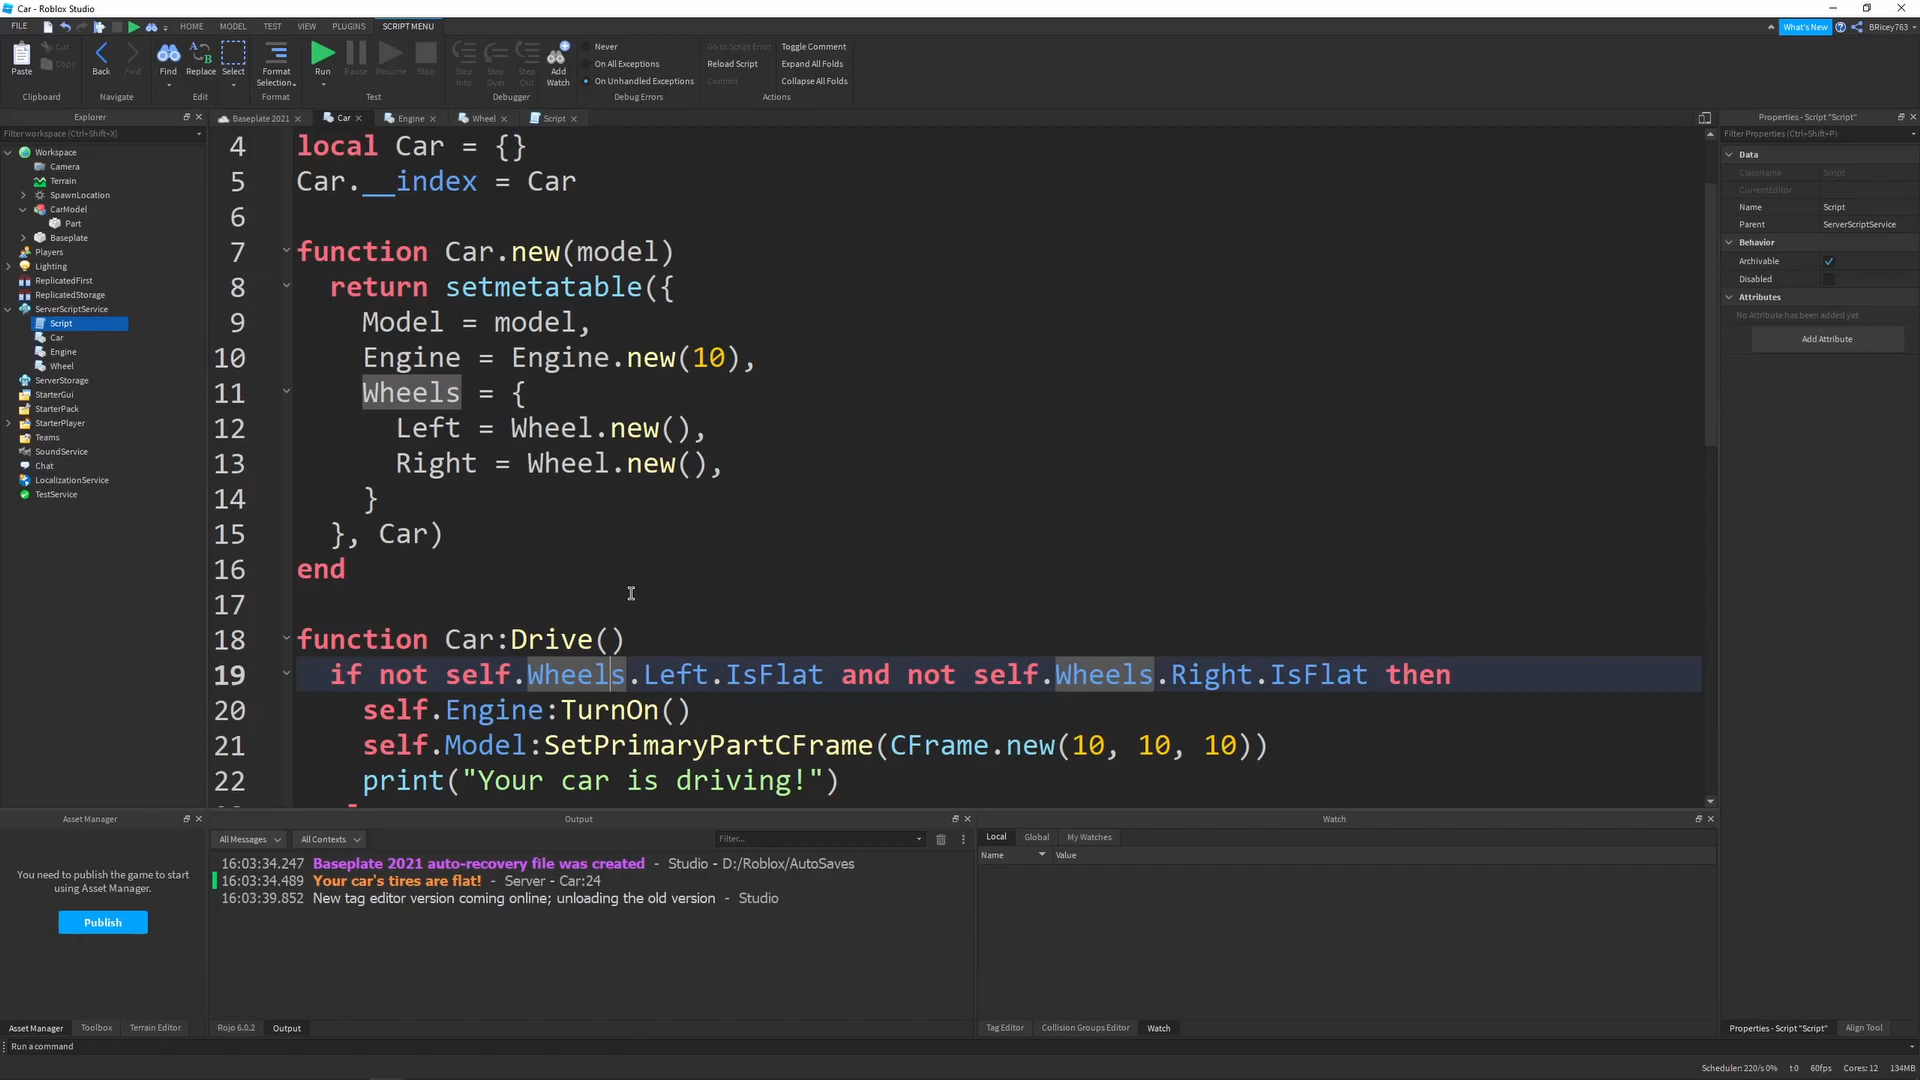 Car - Roblox Studio
FILE
HOME
MODEL
TEST
VIEW
PLUGINS
SCRIPT MENU
What's New
BRicey763
Paste
Cut
Copy
Clipboard
Back
Fwd
Navigate
Find
Replace
Select
Edit
Format Selection
Format
Run
Pause
Resume
Stop
Test
Step Into
Step Over
Step Out
Add Watch
Debugger
Never
On All Exceptions
On Unhandled Exceptions
Debug Errors
Go to Script Error
Reload Script
Commit
Toggle Comment
Expand All Folds
Collapse All Folds
Actions
Explorer
Filter workspace (Ctrl+Shift+X)
Workspace
Camera
Terrain
SpawnLocation
CarModel
Part
Baseplate
Players
Lighting
ReplicatedFirst
ReplicatedStorage
ServerScriptService
Script
Car
Engine
Wheel
ServerStorage
StarterGui
StarterPack
StarterPlayer
Teams
SoundService
Chat
LocalizationService
TestService
Baseplate 2021
Car
Engine
Wheel
Script
4 local Car = {}
5 Car.__index = Car
6
7 function Car.new(model)
8 return setmetatable({
9 Model = model,
10 Engine = Engine.new(10),
11 Wheels = {
12 Left = Wheel.new(),
13 Right = Wheel.new(),
14 }
15 }, Car)
16 end
17
18 function Car:Drive()
19 if not self.Wheels.Left.IsFlat and not self.Wheels.Right.IsFlat then
20 self.Engine:TurnOn()
21 self.Model:SetPrimaryPartCFrame(CFrame.new(10, 10, 10))
22 print("Your car is driving!")
Properties - Script "Script"
Filter Properties (Ctrl+Shift+P)
Data
ClassName Script
CurrentEditor
Name Script
Parent ServerScriptService
Behavior
Archivable
Disabled
Attributes
No Attribute has been added yet
Add Attribute
Asset Manager
You need to publish the game to start
using Asset Manager.
Publish
Asset Manager
Toolbox
Terrain Editor
Output
All Messages
All Contexts
Filter...
16:03:34.247 Baseplate 2021 auto-recovery file was created - Studio - D:/Roblox/AutoSaves
16:03:34.489 Your car's tires are flat! - Server - Car:24
16:03:39.852 New tag editor version coming online; unloading the old version - Studio
Rojo 6.0.2
Output
Watch
Local
Global
My Watches
Name
Value
Tag Editor
Collision Groups Editor
Watch
Properties - Script "Script"
Align Tool
Run a command
Scheduler: 220/s 0% t 0 60fps Cores: 12 134MB